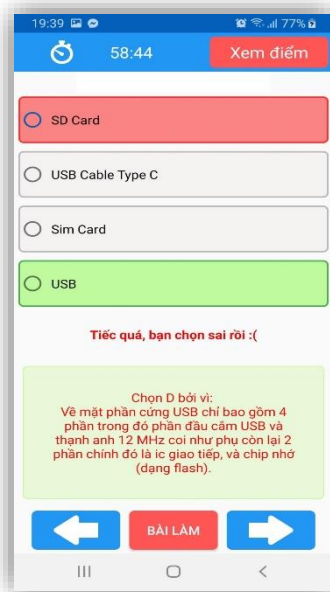 19:39 77%
58:44 Xem điểm
SD Card
USB Cable Type C
Sim Card
USB
Tiếc quá, bạn chọn sai rồi :(
Chọn D bởi vì:
Về mặt phần cứng USB chỉ bao gồm 4
phần trong đó phần đầu cắm USB và
thạnh anh 12 MHz coi như phụ còn lại 2
phần chính đó là ic giao tiếp, và chip nhớ
(dạng flash).
BÀI LÀM